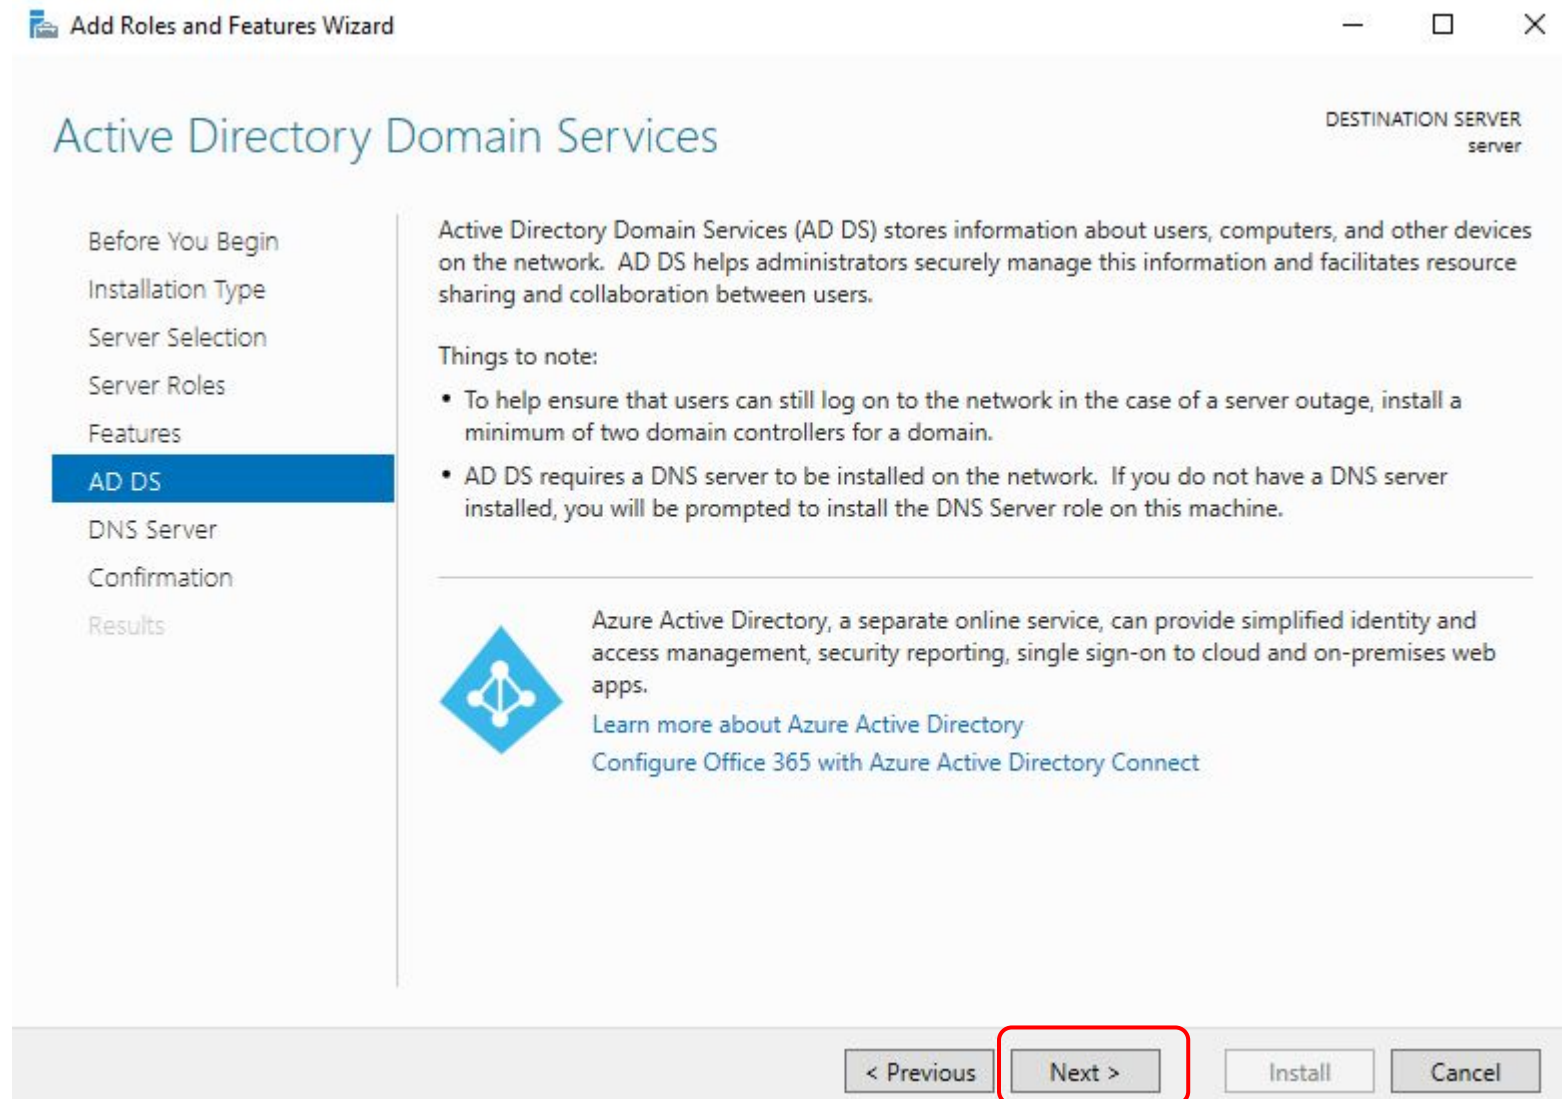 Add Roles and Features Wizard
Active Directory Domain Services
DESTINATION SERVER
server
Before You Begin
Installation Type
Server Selection
Server Roles
Features
AD DS
DNS Server
Confirmation
Results
Active Directory Domain Services (AD DS) stores information about users, computers, and other devices
on the network. AD DS helps administrators securely manage this information and facilitates resource
sharing and collaboration between users.
Things to note:
• To help ensure that users can still log on to the network in the case of a server outage, install a
minimum of two domain controllers for a domain.
• AD DS requires a DNS server to be installed on the network. If you do not have a DNS server
installed, you will be prompted to install the DNS Server role on this machine.
Azure Active Directory, a separate online service, can provide simplified identity and
access management, security reporting, single sign-on to cloud and on-premises web
apps.
Learn more about Azure Active Directory
Configure Office 365 with Azure Active Directory Connect
< Previous
Next >
Install
Cancel